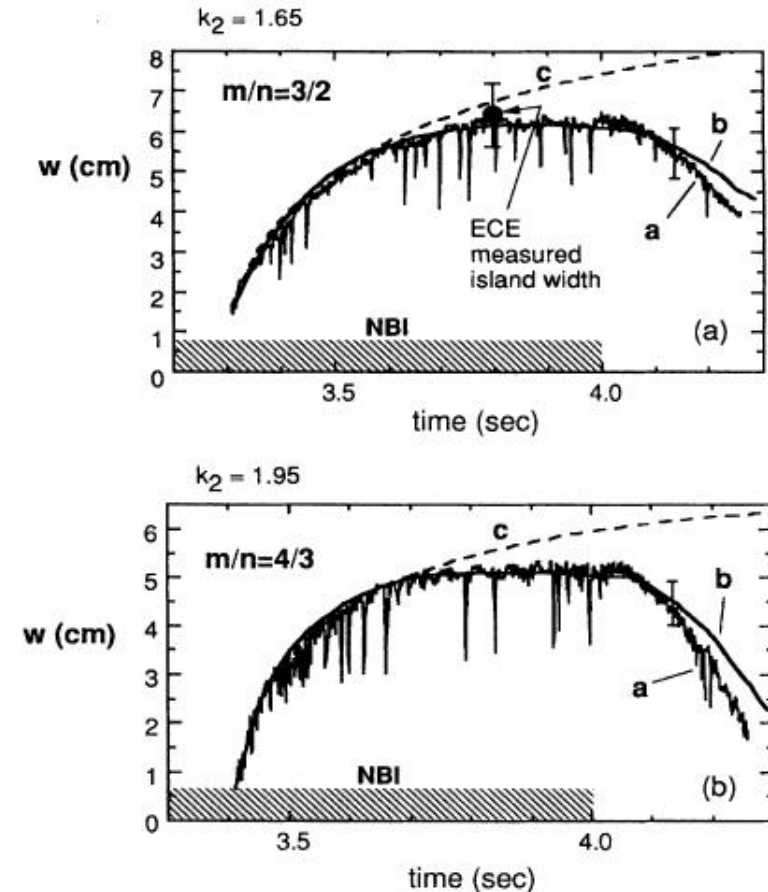 k2 = 1.65
8
7
6
5
4
3
2
1
0
w (cm)
m/n=3/2
c
b
a
ECE
measured
island width
NBI
(a)
3.5
4.0
time (sec)
k2 = 1.95
6
5
4
3
2
1
0
w (cm)
m/n=4/3
c
b
a
NBI
(b)
3.5
4.0
time (sec)